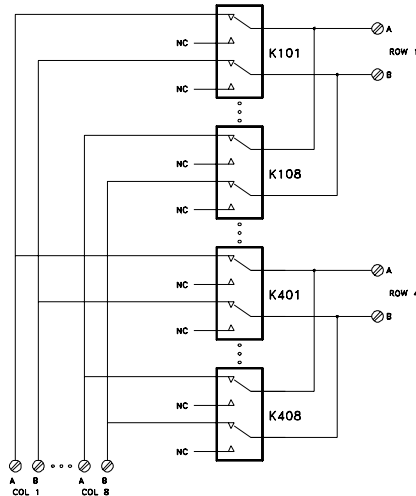 A
NC
K101
ROW 1
B
NC
NC
K108
NC
A
NC
K401
ROW 4
B
NC
NC
K408
NC
A B A B
COL 1 COL 8